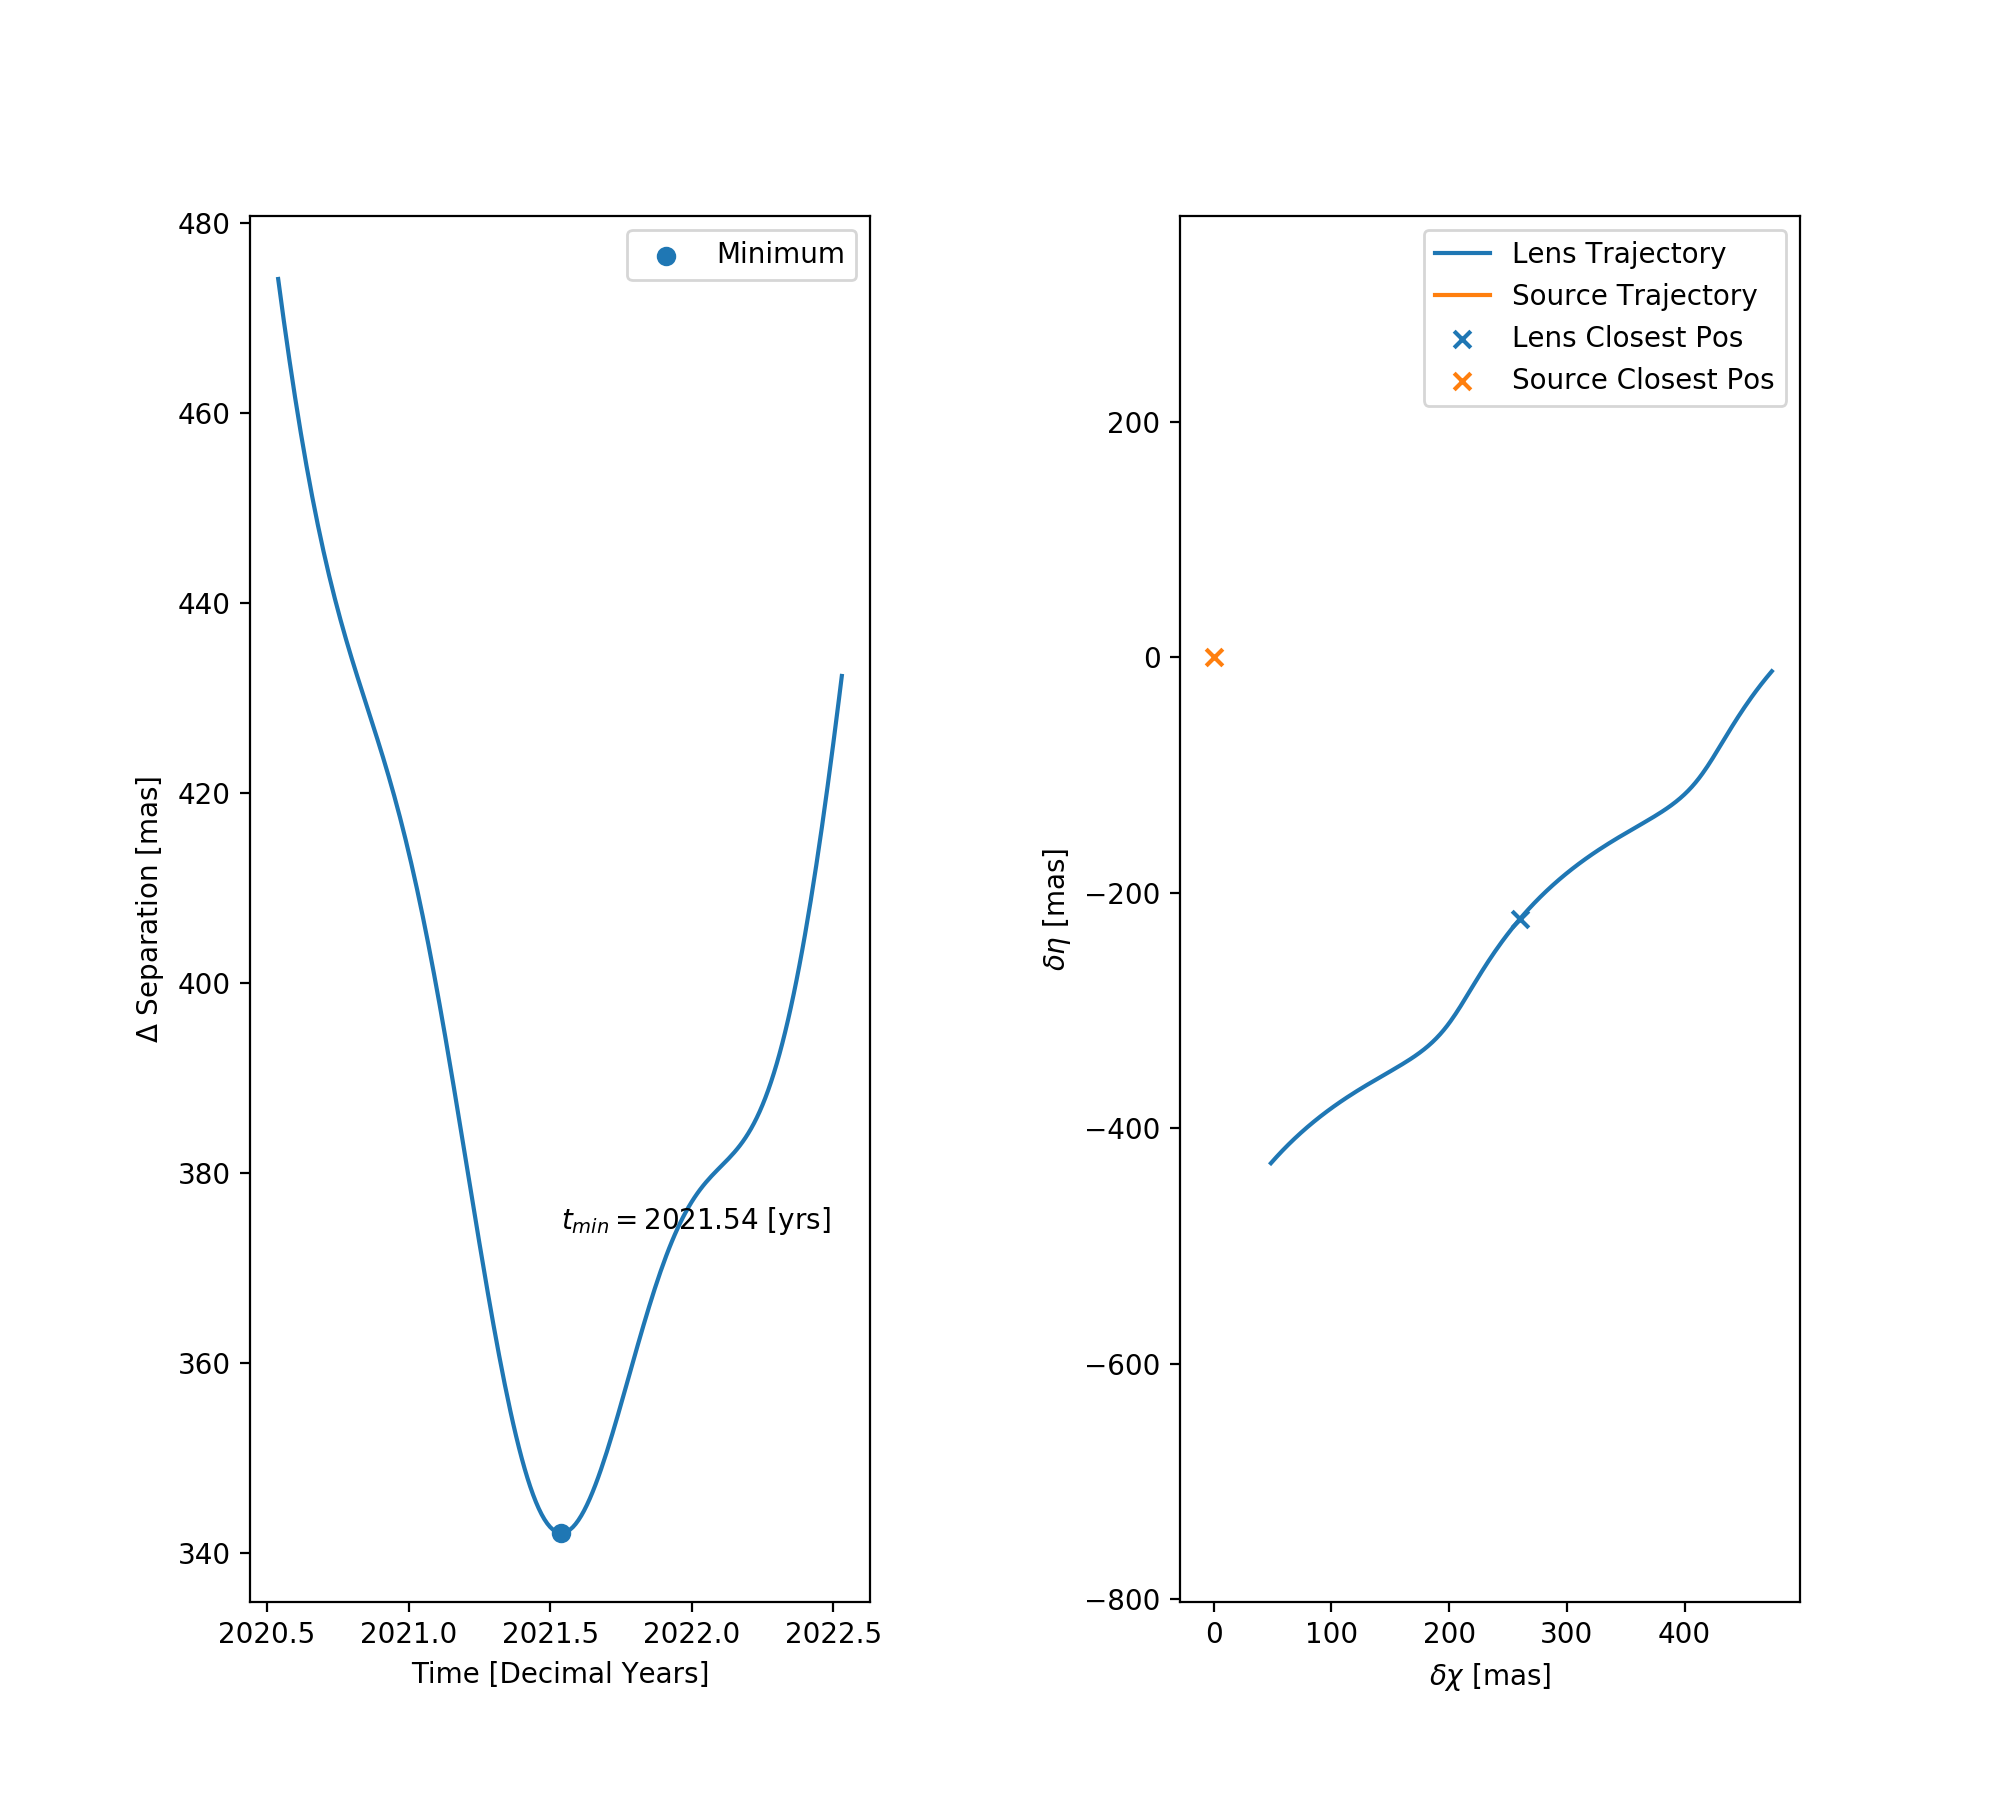 480
460
440
420
400
380
360
340
Δ Separation [mas]
Minimum
t_min = 2021.54 [yrs]
2020.5 2021.0 2021.5 2022.0 2022.5
Time [Decimal Years]
Lens Trajectory
Source Trajectory
Lens Closest Pos
Source Closest Pos
200
0
−200
−400
−600
−800
δη [mas]
0 100 200 300 400
δχ [mas]